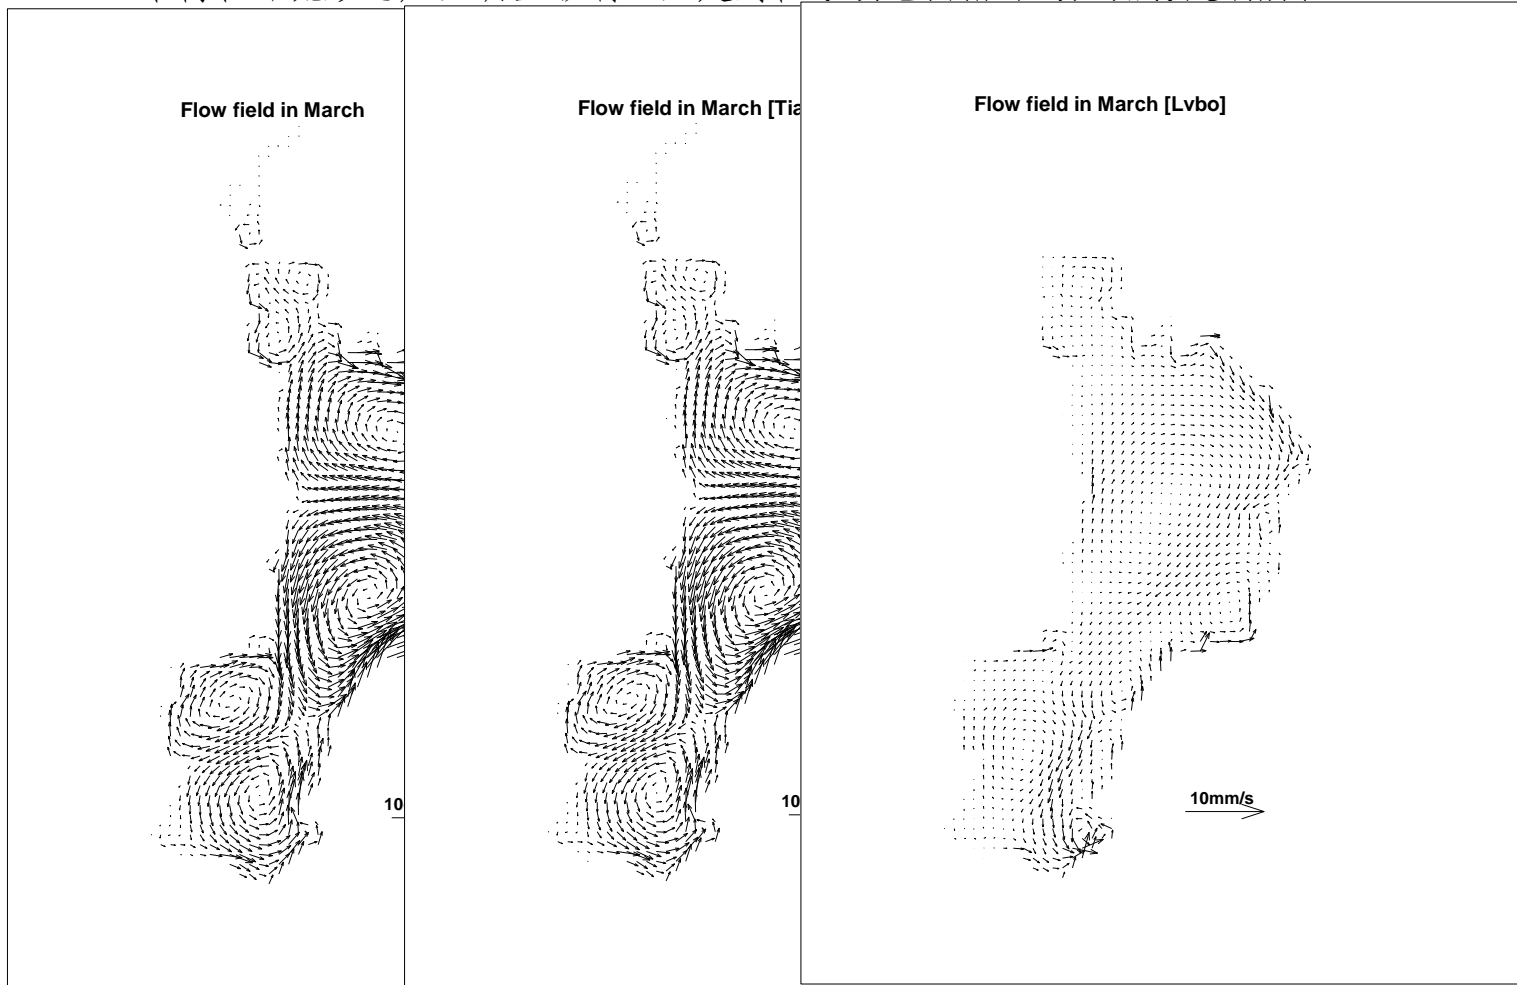 Flow field in March
Flow field in March [Tia
Flow field in March [Lvbo]
10
10
10mm/s